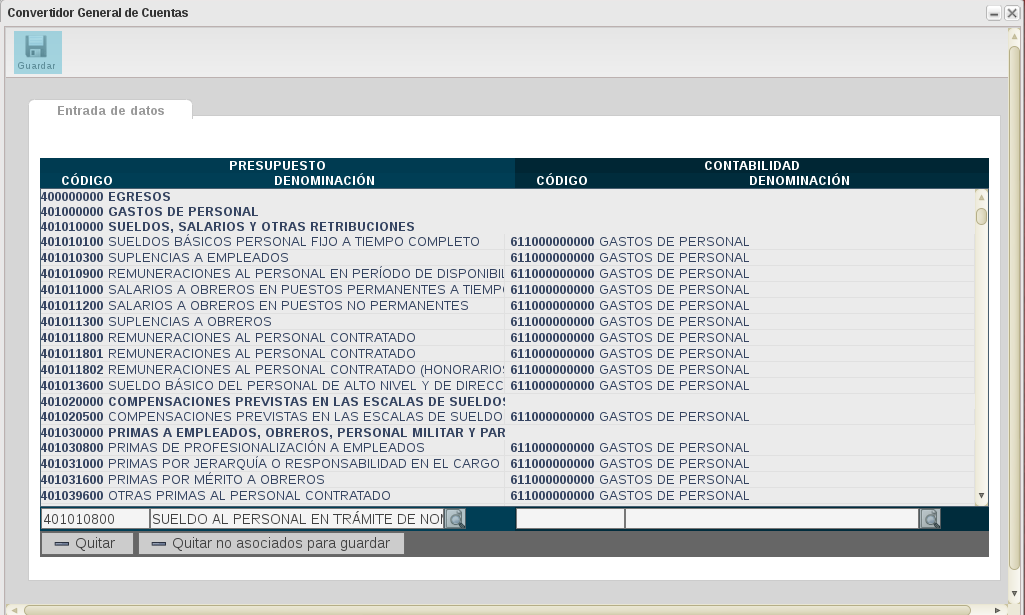 Convertidor General de Cuentas
Guardar
Entrada de datos
PRESUPUESTO CONTABILIDAD
CÓDIGO DENOMINACIÓN CÓDIGO DENOMINACIÓN
400000000 EGRESOS
401000000 GASTOS DE PERSONAL
401010000 SUELDOS, SALARIOS Y OTRAS RETRIBUCIONES
401010100 SUELDOS BÁSICOS PERSONAL FIJO A TIEMPO COMPLETO 611000000000 GASTOS DE PERSONAL
401010300 SUPLENCIAS A EMPLEADOS 611000000000 GASTOS DE PERSONAL
401010900 REMUNERACIONES AL PERSONAL EN PERÍODO DE DISPONIBIL 611000000000 GASTOS DE PERSONAL
401011000 SALARIOS A OBREROS EN PUESTOS PERMANENTES A TIEMP 611000000000 GASTOS DE PERSONAL
401011200 SALARIOS A OBREROS EN PUESTOS NO PERMANENTES 611000000000 GASTOS DE PERSONAL
401011300 SUPLENCIAS A OBREROS 611000000000 GASTOS DE PERSONAL
401011800 REMUNERACIONES AL PERSONAL CONTRATADO 611000000000 GASTOS DE PERSONAL
401011801 REMUNERACIONES AL PERSONAL CONTRATADO 611000000000 GASTOS DE PERSONAL
401011802 REMUNERACIONES AL PERSONAL CONTRATADO (HONORARIOS 611000000000 GASTOS DE PERSONAL
401013600 SUELDO BÁSICO DEL PERSONAL DE ALTO NIVEL Y DE DIRECC 611000000000 GASTOS DE PERSONAL
401020000 COMPENSACIONES PREVISTAS EN LAS ESCALAS DE SUELDOS
401020500 COMPENSACIONES PREVISTAS EN LAS ESCALAS DE SUELDO 611000000000 GASTOS DE PERSONAL
401030000 PRIMAS A EMPLEADOS, OBREROS, PERSONAL MILITAR Y PAR
401030800 PRIMAS DE PROFESIONALIZACIÓN A EMPLEADOS 611000000000 GASTOS DE PERSONAL
401031000 PRIMAS POR JERARQUÍA O RESPONSABILIDAD EN EL CARGO 611000000000 GASTOS DE PERSONAL
401031600 PRIMAS POR MÉRITO A OBREROS 611000000000 GASTOS DE PERSONAL
401039600 OTRAS PRIMAS AL PERSONAL CONTRATADO 611000000000 GASTOS DE PERSONAL
401010800 SUELDO AL PERSONAL EN TRÁMITE DE NO
Quitar Quitar no asociados para guardar